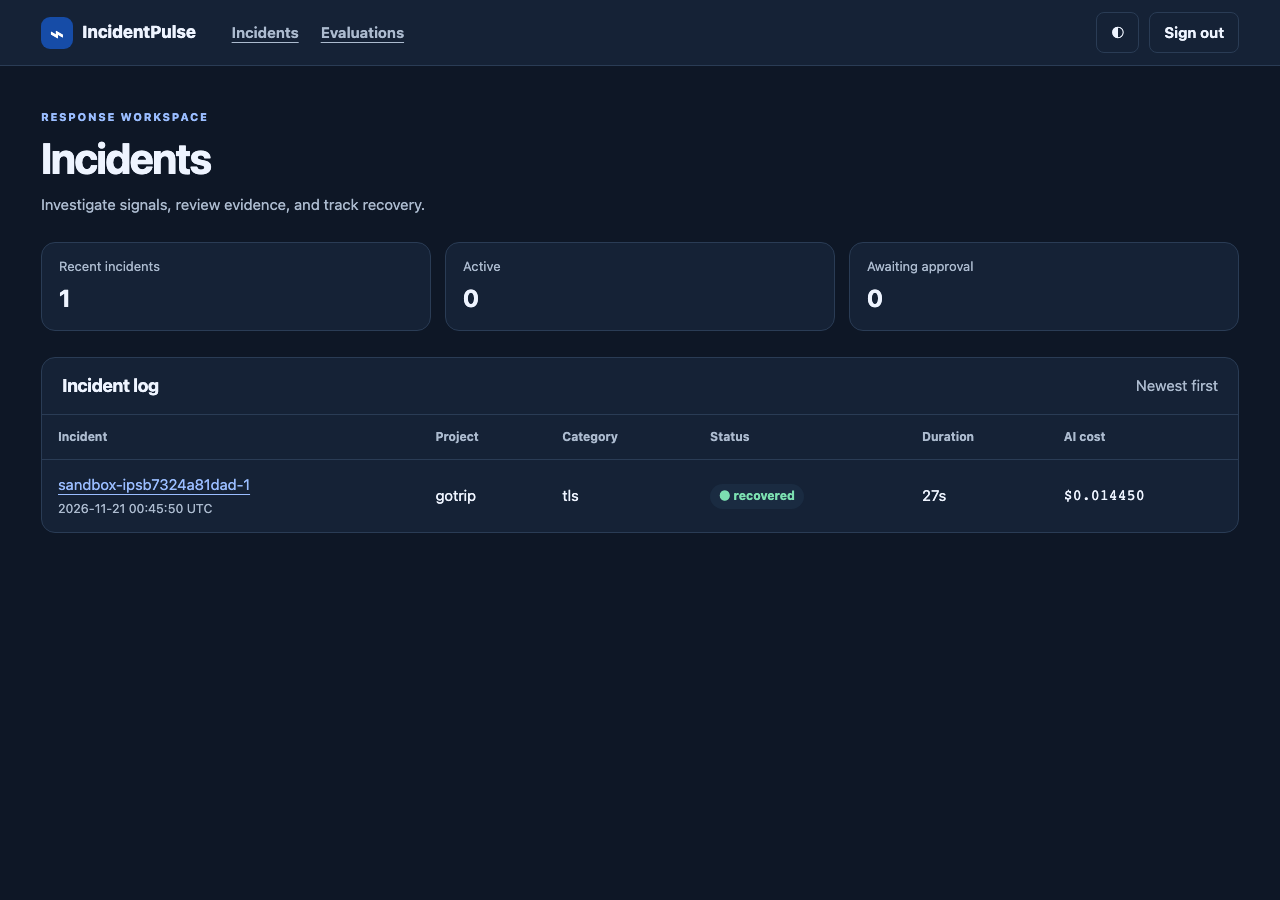 IncidentPulse Incidents Evaluations Sign out
RESPONSE WORKSPACE
Incidents
Investigate signals, review evidence, and track recovery.
Recent incidents Active Awaiting approval
1 0 0
Incident log Newest first
Incident Project Category Status Duration AI cost
sandbox-ipsb7324a81dad-1 gotrip tls recovered 27s $0.014450
2026-11-21 00:45:50 UTC